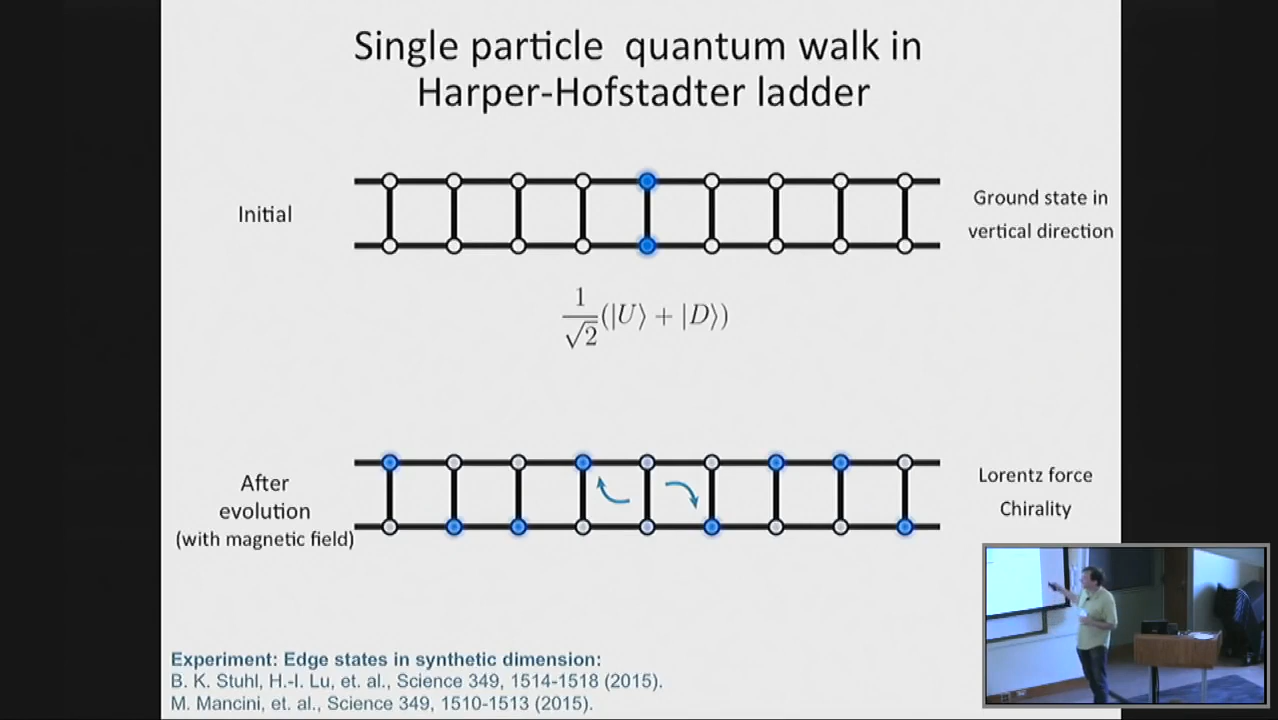 Single particle quantum walk in
Harper-Hofstadter ladder
Initial
Ground state in
vertical direction
1
√2
(|U⟩ + |D⟩)
After
evolution
(with magnetic field)
Lorentz force
Chirality
Experiment: Edge states in synthetic dimension:
B. K. Stuhl, H.-I. Lu, et. al., Science 349, 1514-1518 (2015).
M. Mancini, et. al., Science 349, 1510-1513 (2015).